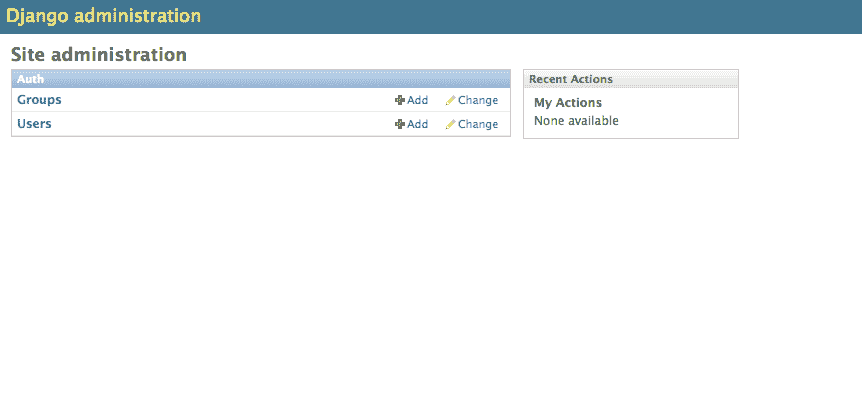 Django administration
Site administration
Auth
Groups Add Change
Users Add Change
Recent Actions
My Actions
None available